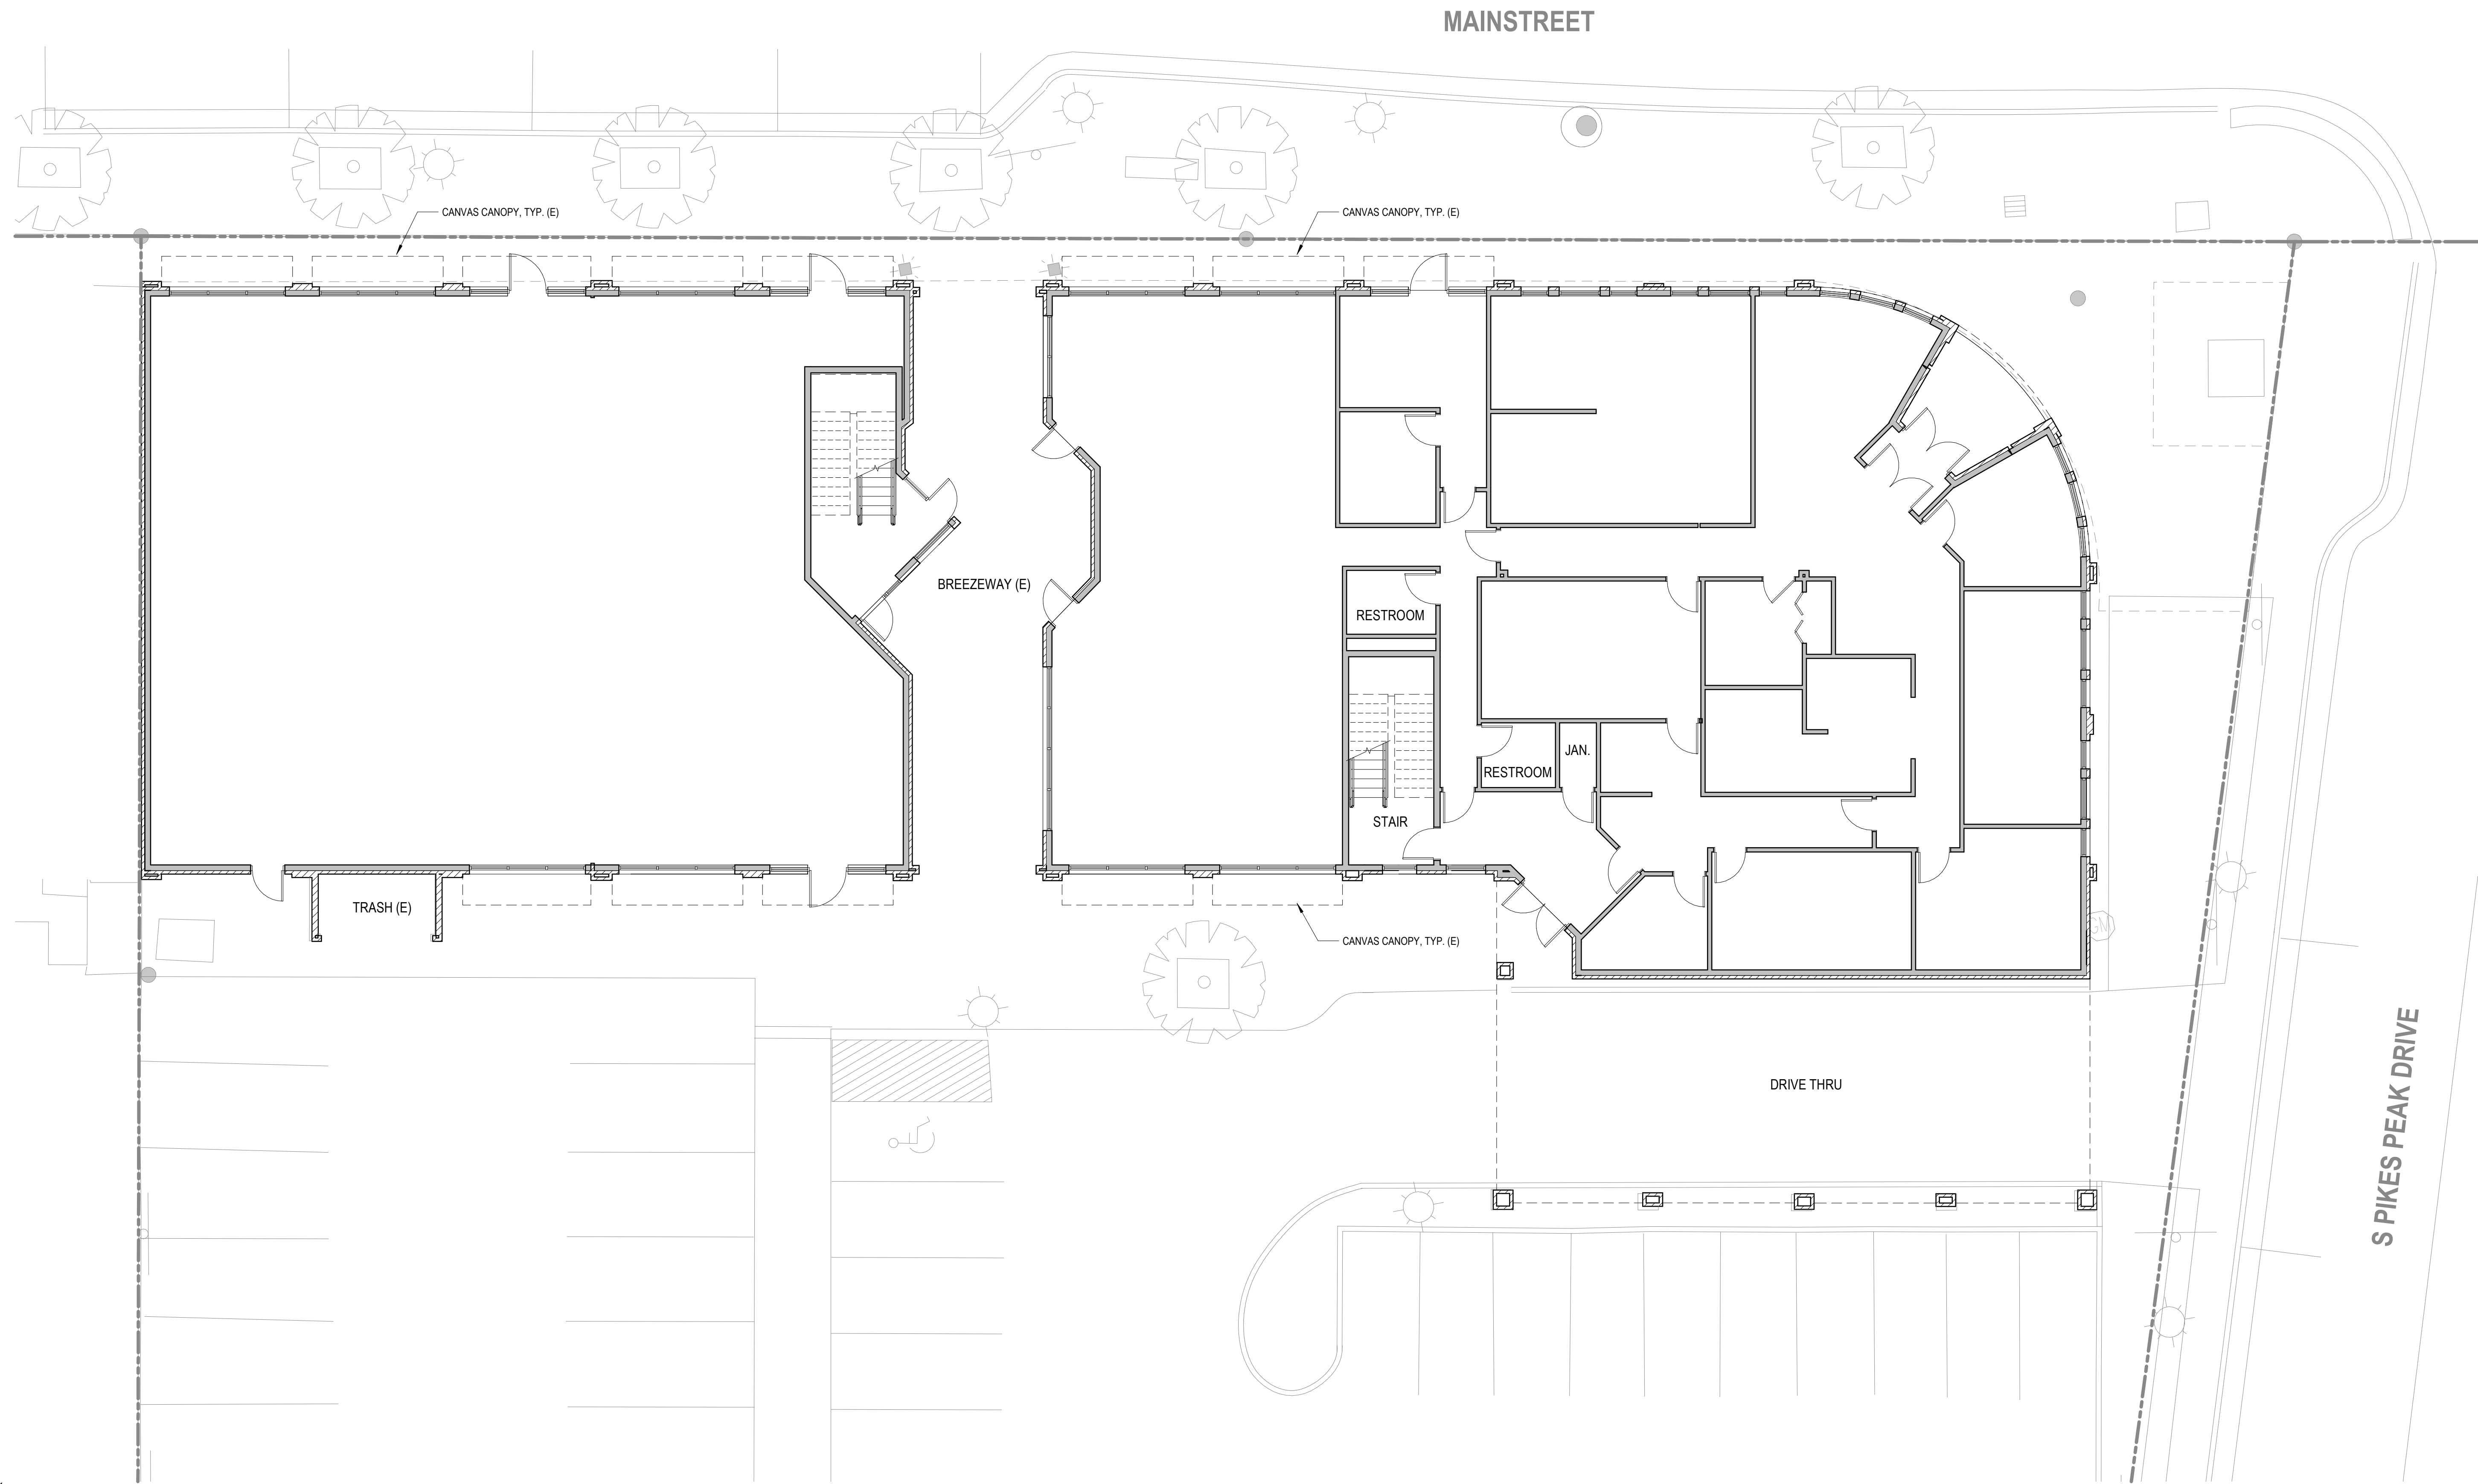 MAINSTREET
CANVAS CANOPY, TYP. (E)
CANVAS CANOPY, TYP. (E)
BREEZEWAY (E)
RESTROOM
JAN.
RESTROOM
STAIR
TRASH (E)
CANVAS CANOPY, TYP. (E)
GM
DRIVE THRU
S PIKES PEAK DRIVE